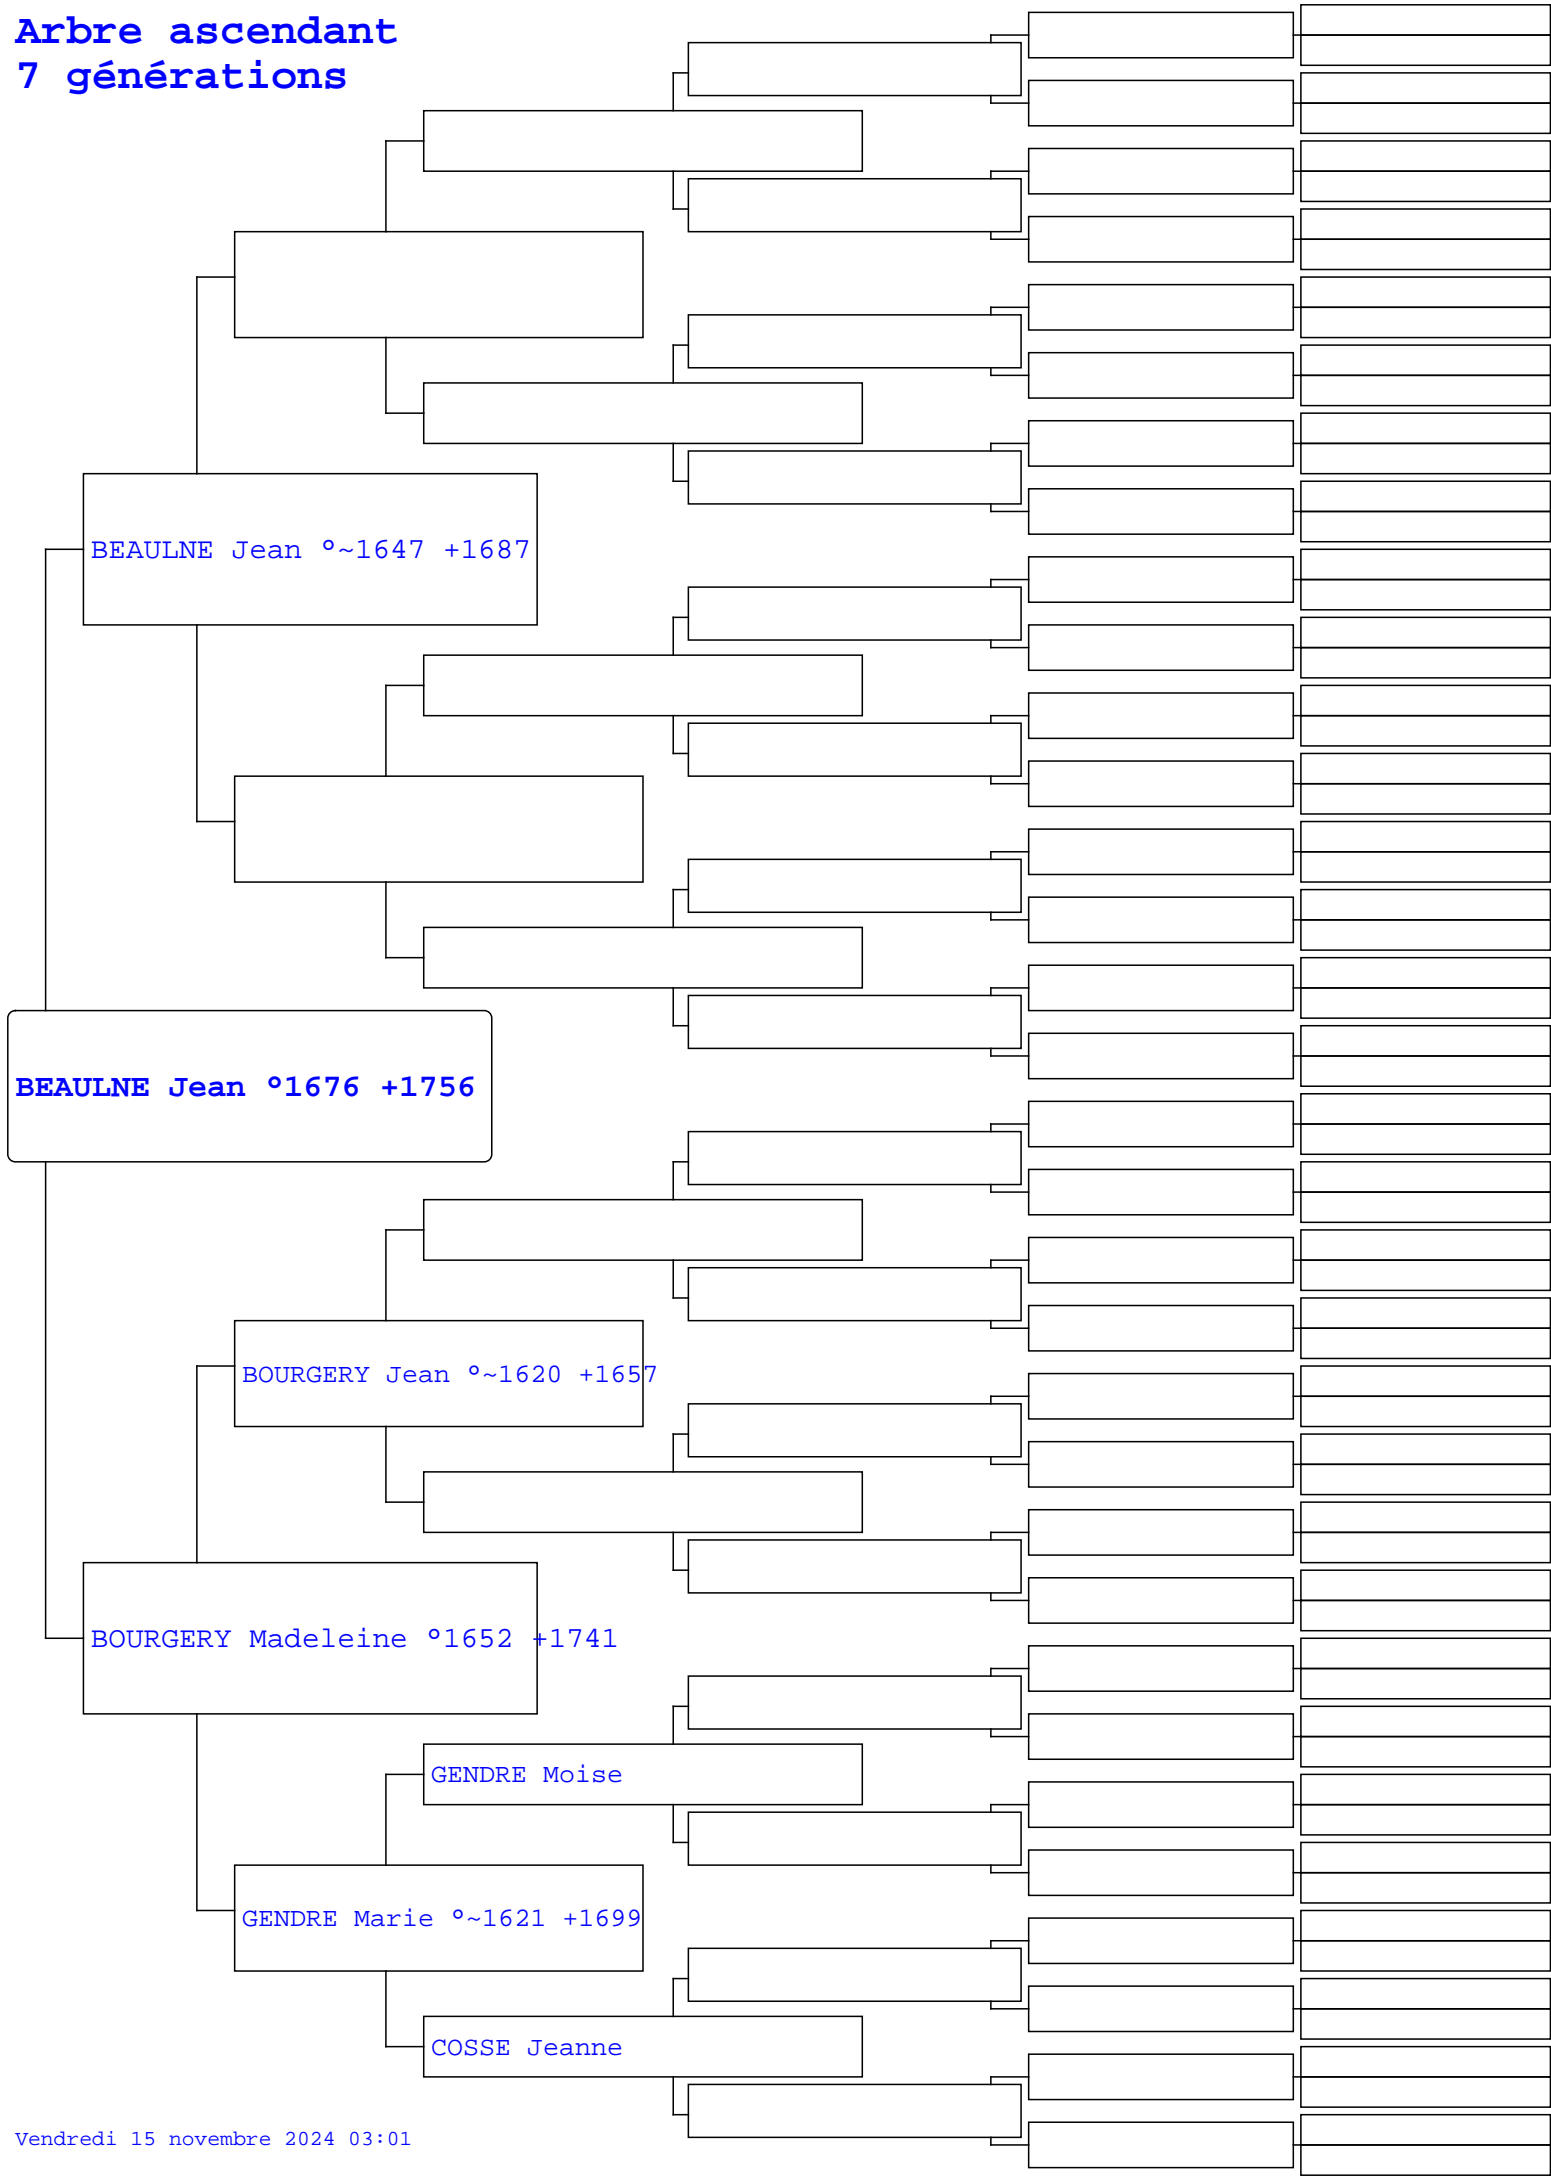 Arbre ascendant
7 générations
BEAULNE Jean °~1647 +1687
BEAULNE Jean °1676 +1756
BOURGERY Jean °~1620 +1657
BOURGERY Madeleine °1652 +1741
GENDRE Moise
GENDRE Marie °~1621 +1699
COSSE Jeanne
Vendredi 15 novembre 2024 03:01